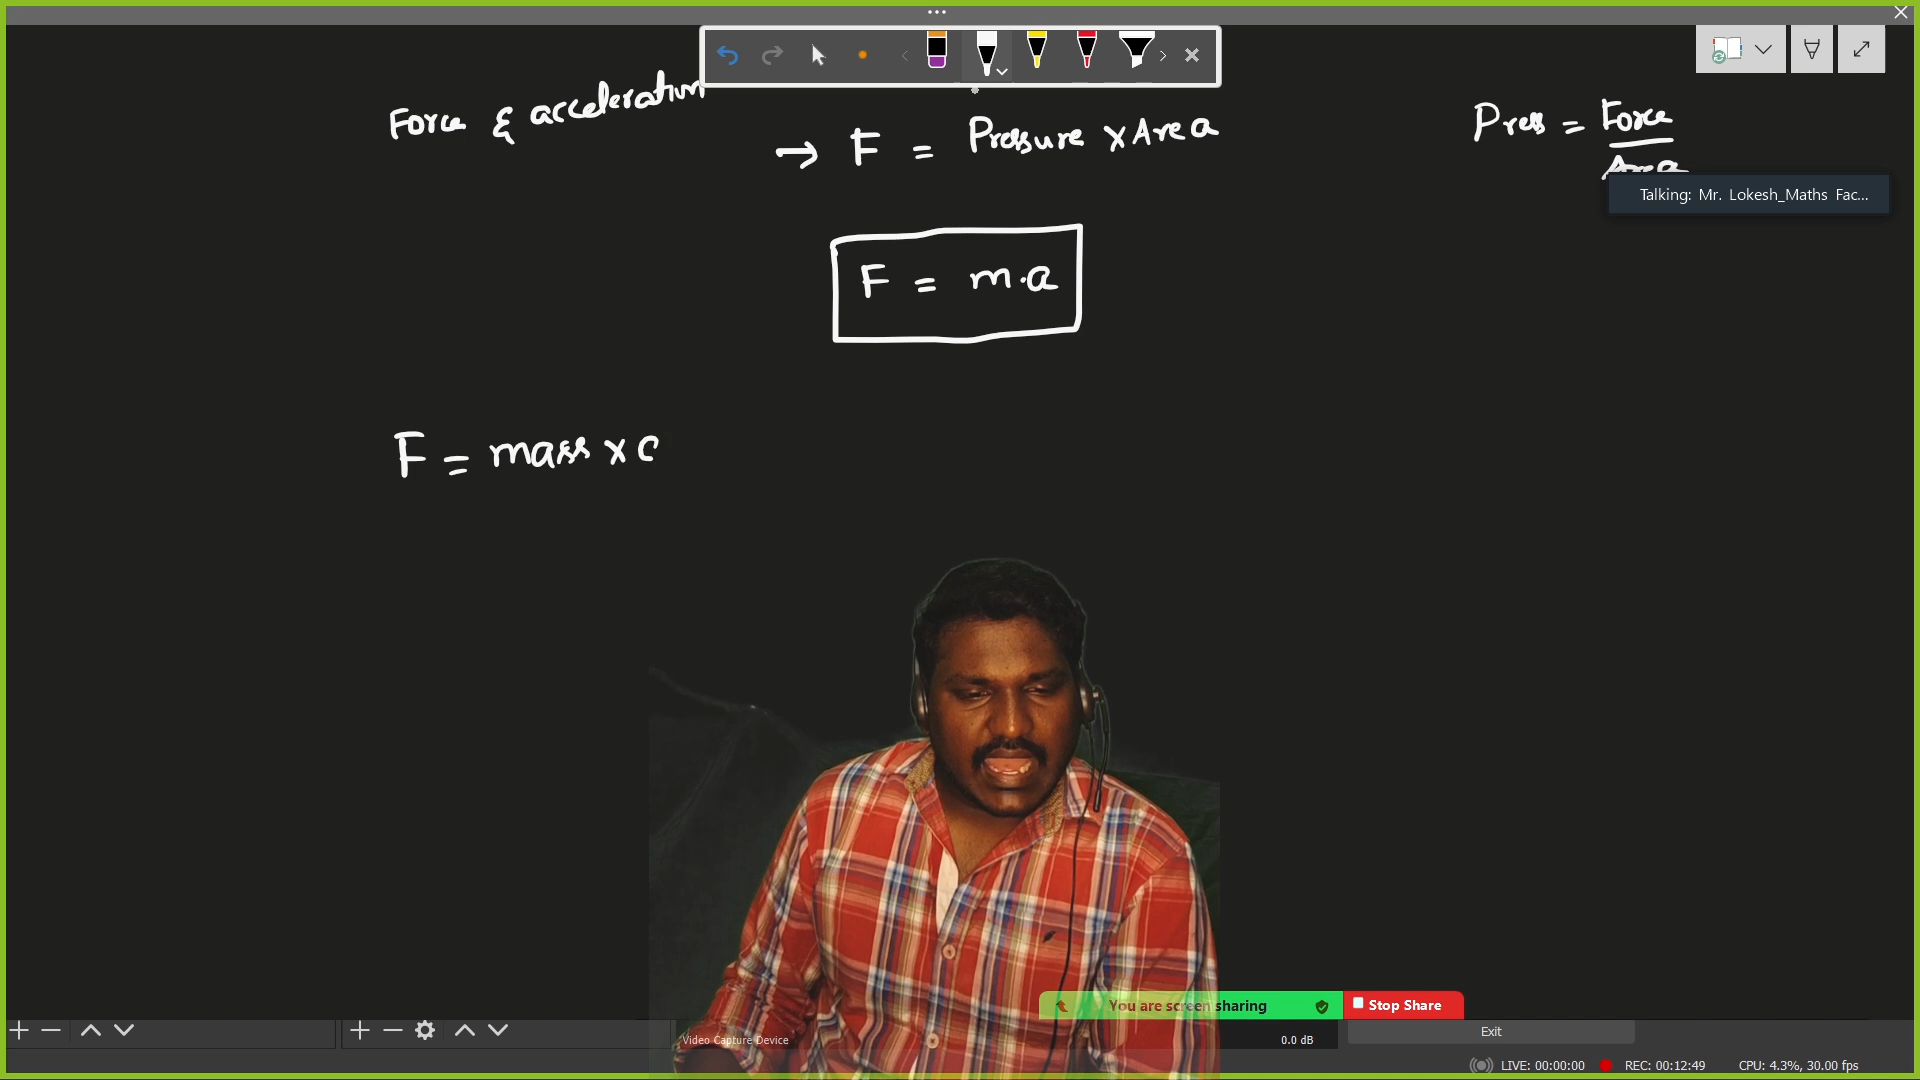 Force & acceleration
→ F = Pressure × Area
Press = Force
Area
Talking: Mr. Lokesh_Maths Fac...
F = m·a
F = mass × c
You are screen sharing
Stop Share
Exit
Video Capture Device
0.0 dB
LIVE: 00:00:00
REC: 00:12:49
CPU: 4.3%, 30.00 fps